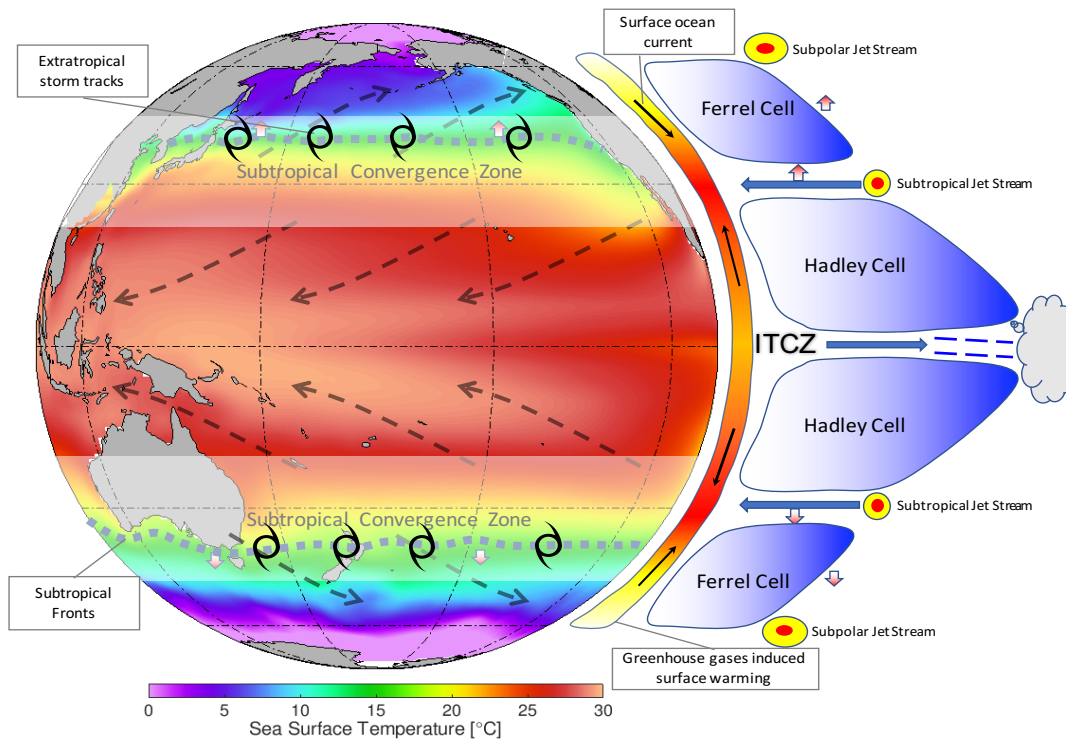 Surface ocean
current
Subpolar Jet Stream
Extratropical
storm tracks
Ferrel Cell
Subtropical Convergence Zone
Subtropical Jet Stream
Hadley Cell
ITCZ
Hadley Cell
Subtropical Jet Stream
Subtropical Convergence Zone
Ferrel Cell
Subtropical
Fronts
Subpolar Jet Stream
Greenhouse gases induced
surface warming
0 5 10 15 20 25 30
Sea Surface Temperature [°C]